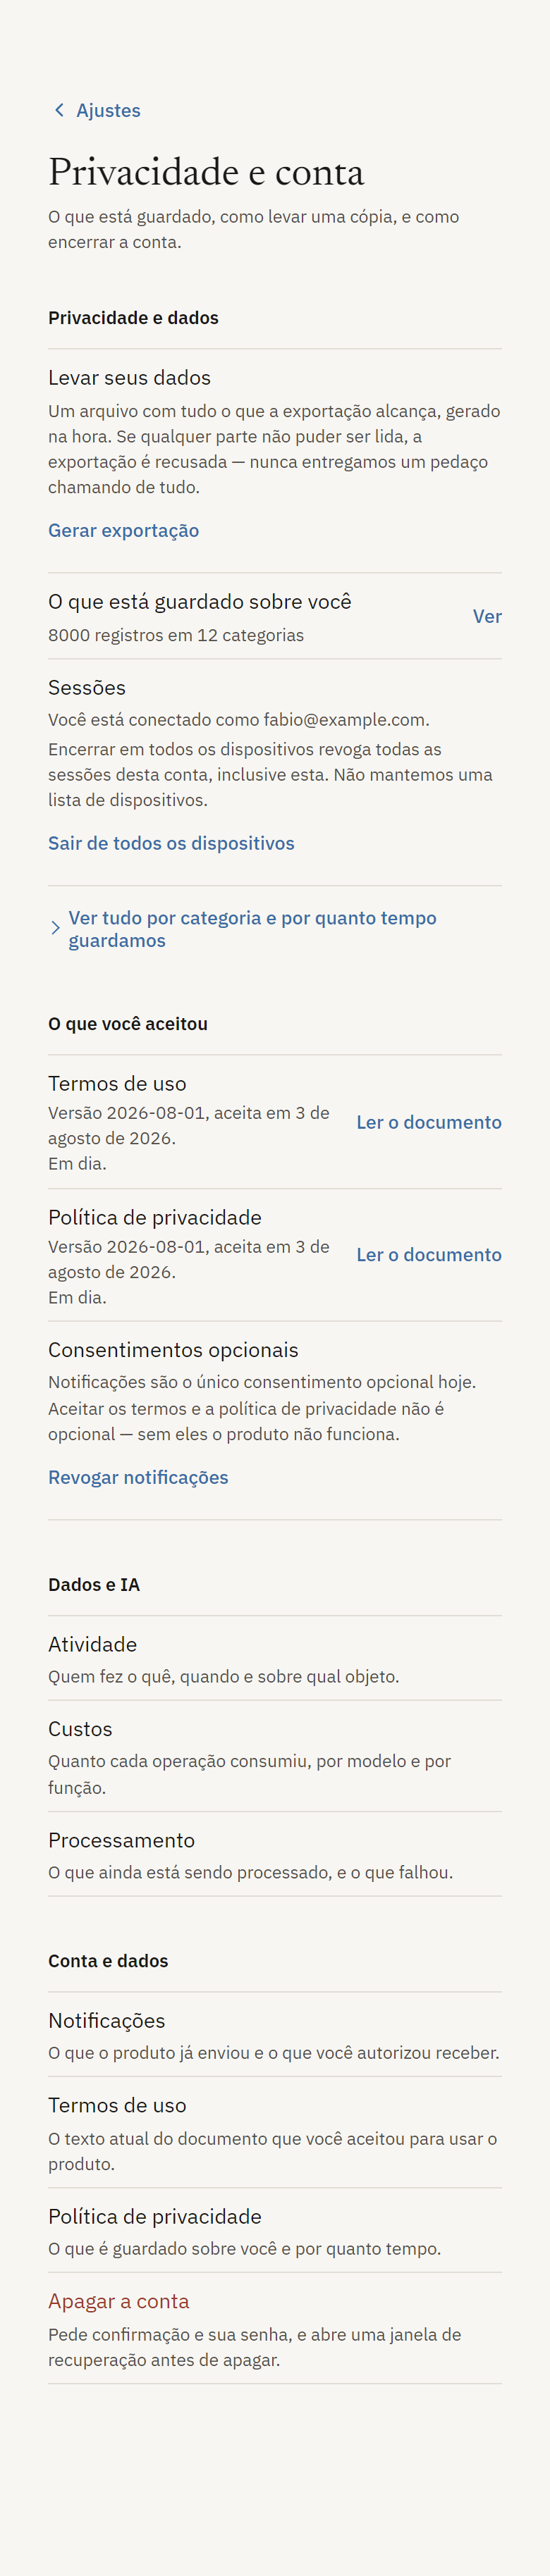 Ajustes
Privacidade e conta
O que está guardado, como levar uma cópia, e como
encerrar a conta.
Privacidade e dados
Levar seus dados
Um arquivo com tudo o que a exportação alcança, gerado
na hora. Se qualquer parte não puder ser lida, a
exportação é recusada — nunca entregamos um pedaço
chamando de tudo.
Gerar exportação
O que está guardado sobre você
8000 registros em 12 categorias
Ver
Sessões
Você está conectado como fabio@example.com.
Encerrar em todos os dispositivos revoga todas as
sessões desta conta, inclusive esta. Não mantemos uma
lista de dispositivos.
Sair de todos os dispositivos
Ver tudo por categoria e por quanto tempo
guardamos
O que você aceitou
Termos de uso
Versão 2026-08-01, aceita em 3 de
agosto de 2026.
Em dia.
Ler o documento
Política de privacidade
Versão 2026-08-01, aceita em 3 de
agosto de 2026.
Em dia.
Ler o documento
Consentimentos opcionais
Notificações são o único consentimento opcional hoje.
Aceitar os termos e a política de privacidade não é
opcional — sem eles o produto não funciona.
Revogar notificações
Dados e IA
Atividade
Quem fez o quê, quando e sobre qual objeto.
Custos
Quanto cada operação consumiu, por modelo e por
função.
Processamento
O que ainda está sendo processado, e o que falhou.
Conta e dados
Notificações
O que o produto já enviou e o que você autorizou receber.
Termos de uso
O texto atual do documento que você aceitou para usar o
produto.
Política de privacidade
O que é guardado sobre você e por quanto tempo.
Apagar a conta
Pede confirmação e sua senha, e abre uma janela de
recuperação antes de apagar.